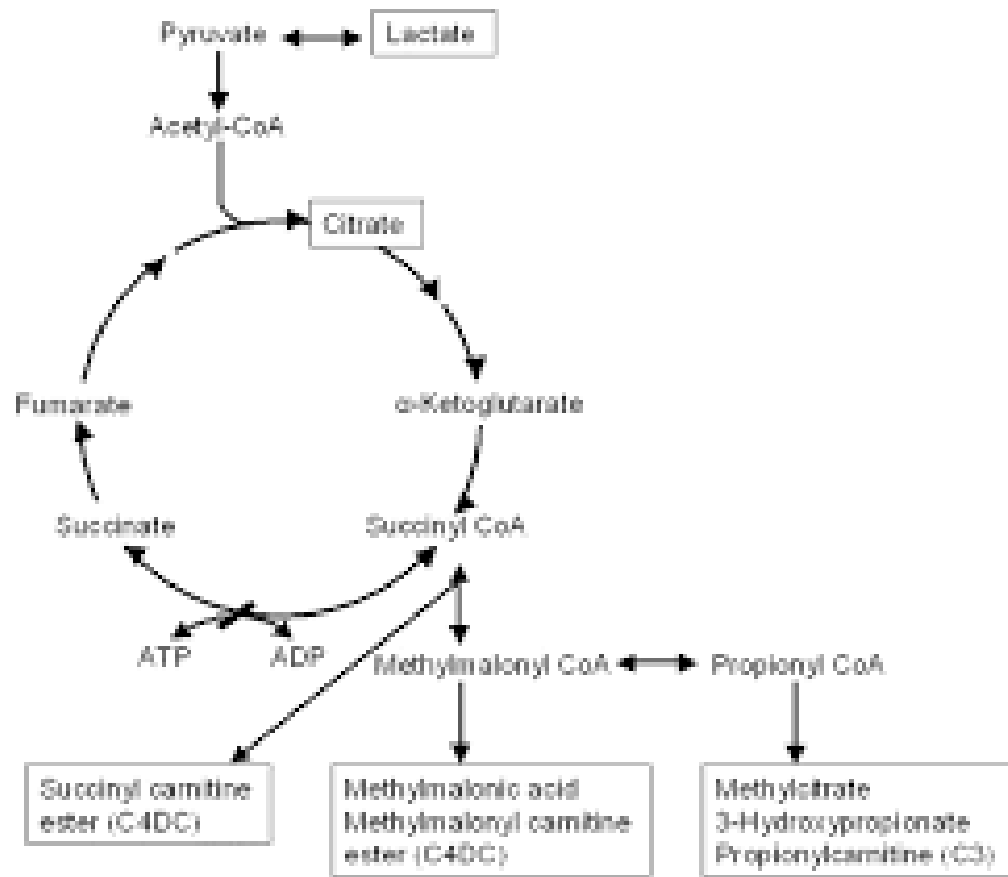 Pyruvate
Lactate
Acetyl-CoA
Citrate
Fumarate
α-Ketoglutarate
Succinate
Succinyl CoA
ATP
ADP
Methylmalonyl CoA
Propionyl CoA
Succinyl carnitine
ester (C4DC)
Methylmalonic acid
Methylmalonyl carnitine
ester (C4DC)
Methylcitrate
3-Hydroxypropionate
Propionylcarnitine (C3)